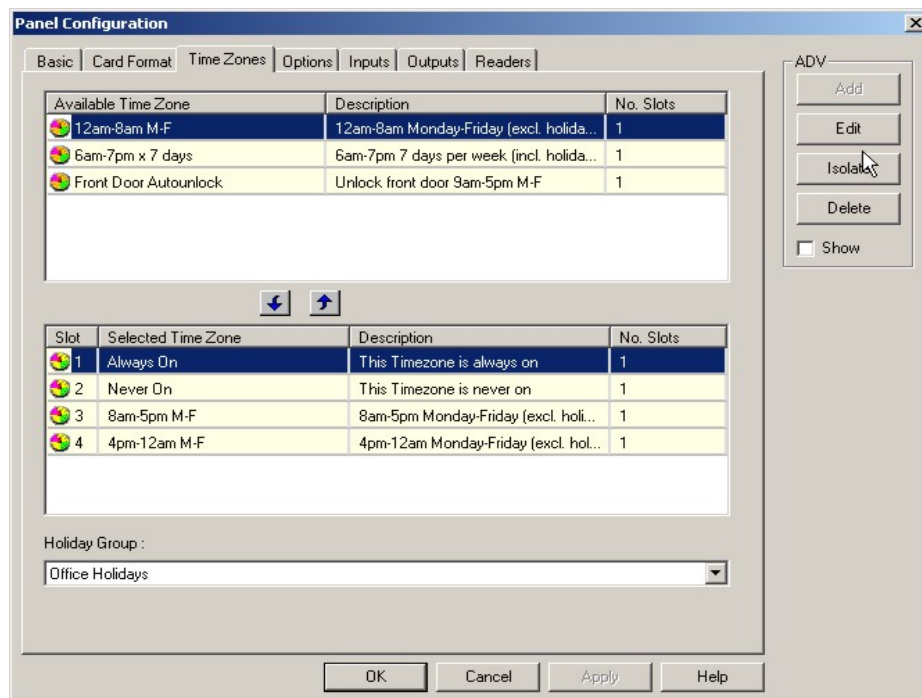 Panel Configuration
Basic Card Format Time Zones Options Inputs Outputs Readers
ADV
Add
Edit
Isolate
Delete
Show
Available Time Zone Description No. Slots
12am-8am M-F 12am-8am Monday-Friday (excl. holida... 1
6am-7pm x 7 days 6am-7pm 7 days per week (incl. holida... 1
Front Door Autounlock Unlock front door 9am-5pm M-F 1
Slot Selected Time Zone Description No. Slots
1 Always On This Timezone is always on 1
2 Never On This Timezone is never on 1
3 8am-5pm M-F 8am-5pm Monday-Friday (excl. holi... 1
4 4pm-12am M-F 4pm-12am Monday-Friday (excl. hol... 1
Holiday Group :
Office Holidays
OK Cancel Apply Help